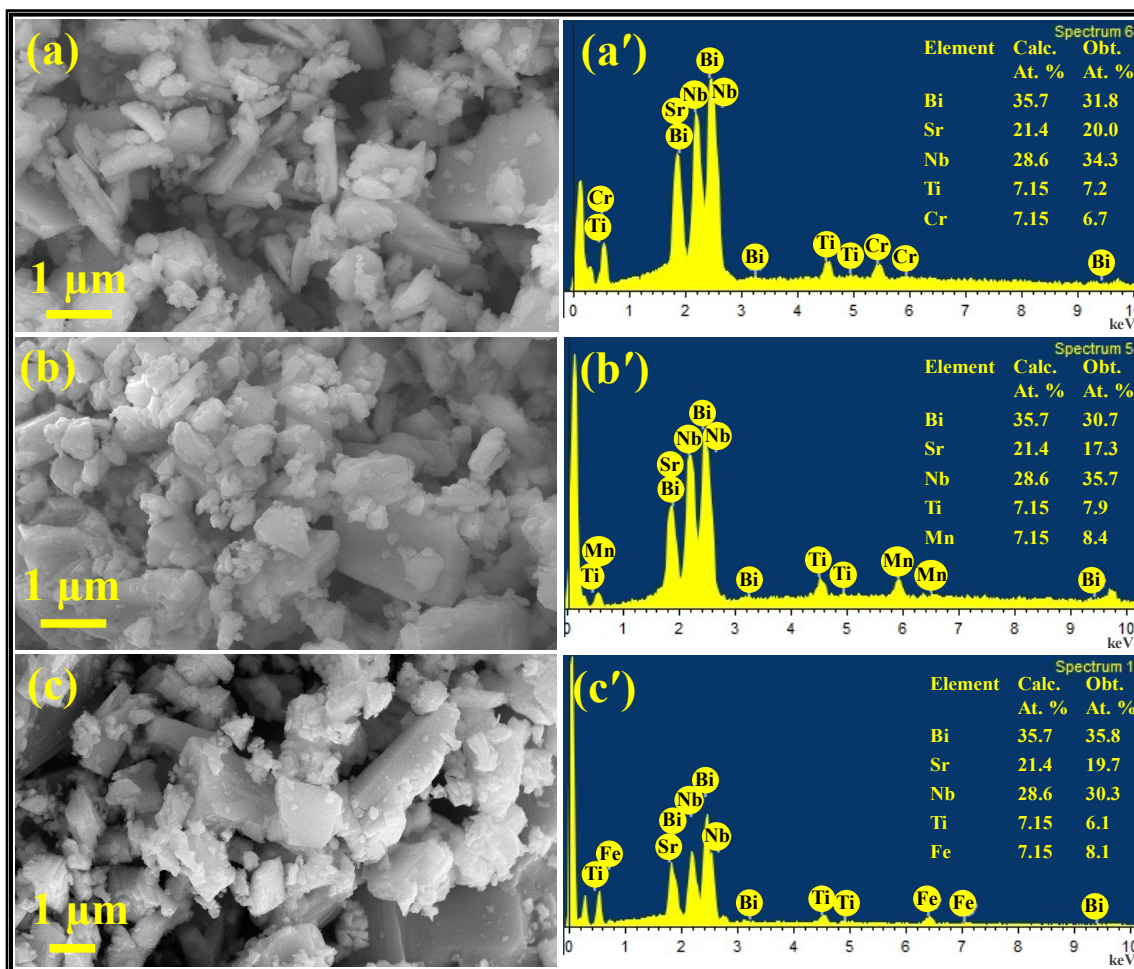 (a)
1 μm
(a′)
Spectrum 6
Element Calc. Obt.
At. % At. %
Bi 35.7 31.8
Sr 21.4 20.0
Nb 28.6 34.3
Ti 7.15 7.2
Cr 7.15 6.7
Bi
Nb Nb
Sr
Bi
Cr
Ti
Bi Ti Ti Cr Cr Bi
0 1 2 3 4 5 6 7 8 9 1
keV
(b)
1 μm
(b′)
Spectrum 5
Element Calc. Obt.
At. % At. %
Bi 35.7 30.7
Sr 21.4 17.3
Nb 28.6 35.7
Ti 7.15 7.9
Mn 7.15 8.4
Bi
Nb Nb
Sr
Bi
Mn
Ti
Bi Ti Ti Mn Mn Bi
0 1 2 3 4 5 6 7 8 9 10
keV
(c)
1 μm
(c′)
Spectrum 1
Element Calc. Obt.
At. % At. %
Bi 35.7 35.8
Sr 21.4 19.7
Nb 28.6 30.3
Ti 7.15 6.1
Fe 7.15 8.1
Bi
Nb
Bi Nb
Sr
Fe
Ti
Bi Ti Ti Fe Fe Bi
0 1 2 3 4 5 6 7 8 9 10
keV